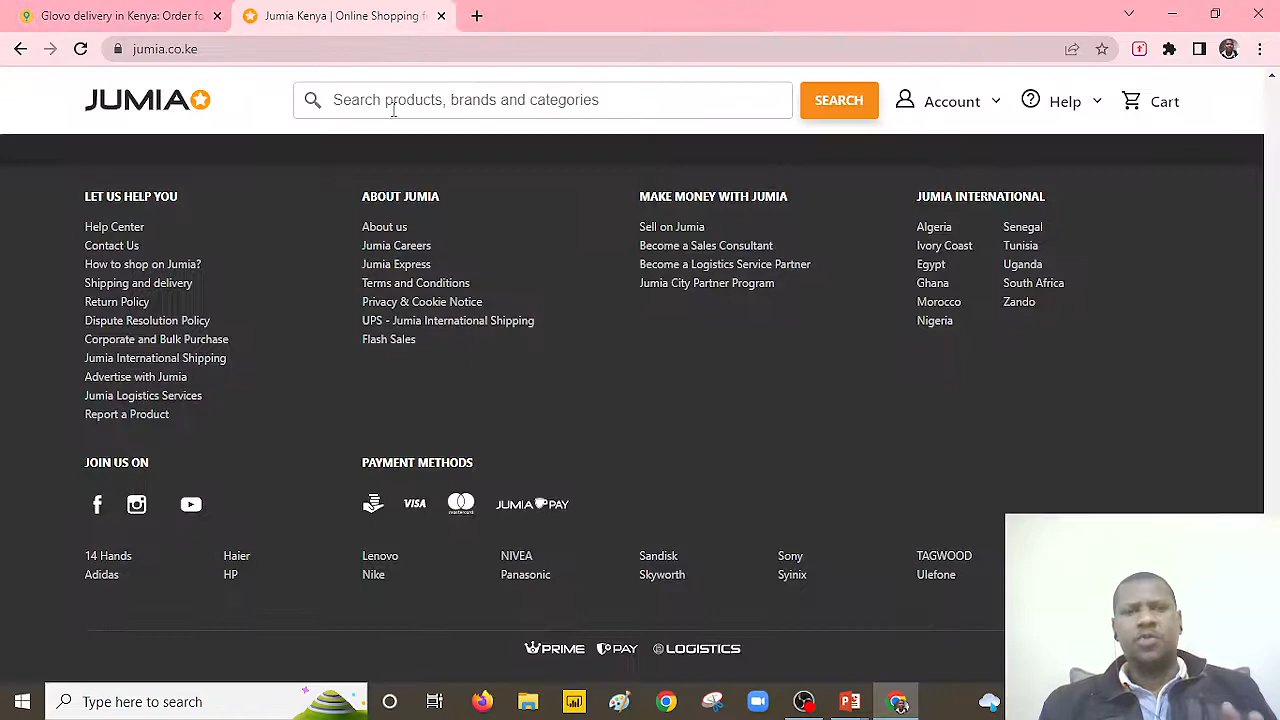 Glovo delivery in Kenya: Order fo
Jumia Kenya | Online Shopping f
jumia.co.ke
JUMIA
Search products, brands and categories
SEARCH
Account
Help
Cart
LET US HELP YOU
Help Center
Contact Us
How to shop on Jumia?
Shipping and delivery
Return Policy
Dispute Resolution Policy
Corporate and Bulk Purchase
Jumia International Shipping
Advertise with Jumia
Jumia Logistics Services
Report a Product
ABOUT JUMIA
About us
Jumia Careers
Jumia Express
Terms and Conditions
Privacy & Cookie Notice
UPS - Jumia International Shipping
Flash Sales
MAKE MONEY WITH JUMIA
Sell on Jumia
Become a Sales Consultant
Become a Logistics Service Partner
Jumia City Partner Program
JUMIA INTERNATIONAL
Algeria
Ivory Coast
Egypt
Ghana
Morocco
Nigeria
Senegal
Tunisia
Uganda
South Africa
Zando
JOIN US ON
PAYMENT METHODS
VISA
mastercard
JUMIA PAY
14 Hands
Adidas
Haier
HP
Lenovo
Nike
NIVEA
Panasonic
Sandisk
Skyworth
Sony
Syinix
TAGWOOD
Ulefone
PRIME
PAY
LOGISTICS
Type here to search